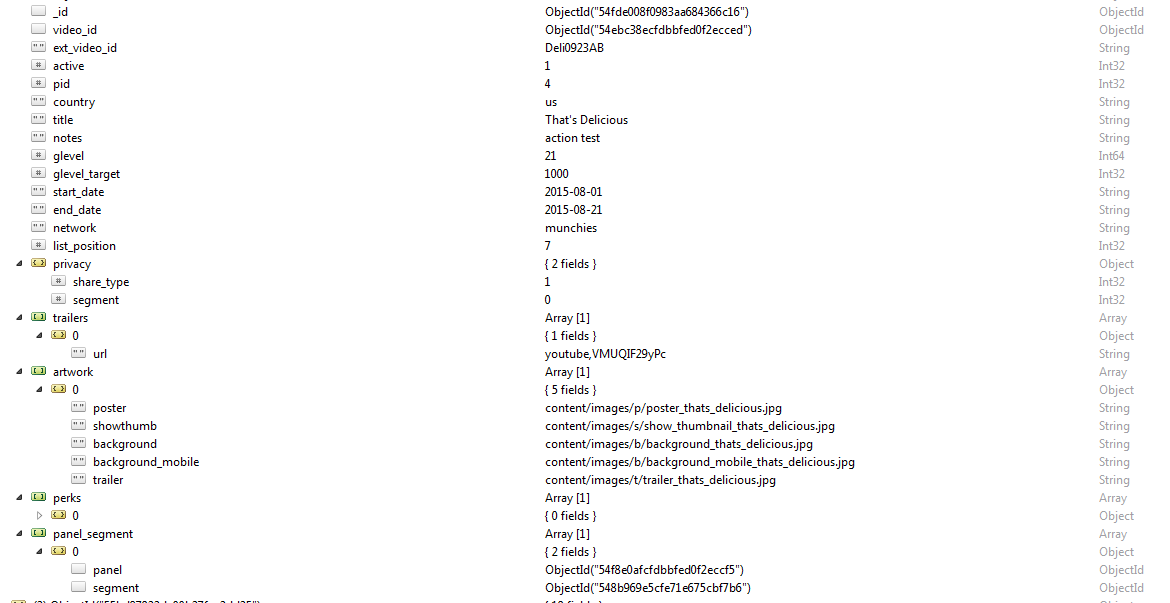 _id ObjectId("54fde008f0983aa684366c16") ObjectId
video_id ObjectId("54ebc38ecfdbbfed0f2ecced") ObjectId
"" ext_video_id Deli0923AB String
# active 1 Int32
# pid 4 Int32
"" country us String
"" title That's Delicious String
"" notes action test String
# glevel 21 Int64
# glevel_target 1000 Int32
"" start_date 2015-08-01 String
"" end_date 2015-08-21 String
"" network munchies String
# list_position 7 Int32
privacy { 2 fields } Object
# share_type 1 Int32
# segment 0 Int32
trailers Array [1] Array
0 { 1 fields } Object
"" url youtube,VMUQIF29yPc String
artwork Array [1] Array
0 { 5 fields } Object
"" poster content/images/p/poster_thats_delicious.jpg String
"" showthumb content/images/s/show_thumbnail_thats_delicious.jpg String
"" background content/images/b/background_thats_delicious.jpg String
"" background_mobile content/images/b/background_mobile_thats_delicious.jpg String
"" trailer content/images/t/trailer_thats_delicious.jpg String
perks Array [1] Array
0 { 0 fields } Object
panel_segment Array [1] Array
0 { 2 fields } Object
panel ObjectId("54f8e0afcfdbbfed0f2eccf5") ObjectId
segment ObjectId("548b969e5cfe71e675cbf7b6") ObjectId